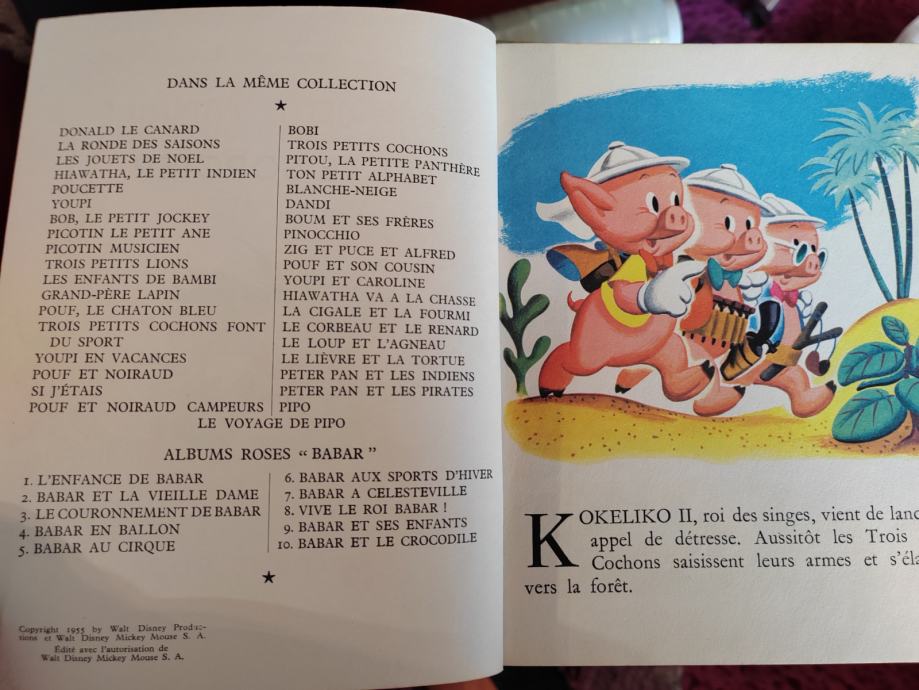 DANS LA MÊME COLLECTION
★
DONALD LE CANARD
LA RONDE DES SAISONS
LES JOUETS DE NOEL
HIAWATHA, LE PETIT INDIEN
POUCETTE
YOUPI
BOB, LE PETIT JOCKEY
PICOTIN LE PETIT ANE
PICOTIN MUSICIEN
TROIS PETITS LIONS
LES ENFANTS DE BAMBI
GRAND-PÈRE LAPIN
POUF, LE CHATON BLEU
TROIS PETITS COCHONS FONT
DU SPORT
YOUPI EN VACANCES
POUF ET NOIRAUD
SI J'ÉTAIS
POUF ET NOIRAUD CAMPEURS
BOBI
TROIS PETITS COCHONS
PITOU, LA PETITE PANTHÈRE
TON PETIT ALPHABET
BLANCHE-NEIGE
DANDI
BOUM ET SES FRÈRES
PINOCCHIO
ZIG ET PUCE ET ALFRED
POUF ET SON COUSIN
YOUPI ET CAROLINE
HIAWATHA VA A LA CHASSE
LA CIGALE ET LA FOURMI
LE CORBEAU ET LE RENARD
LE LOUP ET L'AGNEAU
LE LIÈVRE ET LA TORTUE
PETER PAN ET LES INDIENS
PETER PAN ET LES PIRATES
PIPO
LE VOYAGE DE PIPO
ALBUMS ROSES “ BABAR ”
1. L'ENFANCE DE BABAR
2. BABAR ET LA VIEILLE DAME
3. LE COURONNEMENT DE BABAR
4. BABAR EN BALLON
5. BABAR AU CIRQUE
6. BABAR AUX SPORTS D'HIVER
7. BABAR A CELESTEVILLE
8. VIVE LE ROI BABAR !
9. BABAR ET SES ENFANTS
10. BABAR ET LE CROCODILE
★
Copyright 1955 by Walt Disney Produc-
tions et Walt Disney Mickey Mouse S. A.
Édité avec l'autorisation de
Walt Disney Mickey Mouse S. A.
KOKELIKO II, roi des singes, vient de lanc
appel de détresse. Aussitôt les Trois
Cochons saisissent leurs armes et s'éla
vers la forêt.